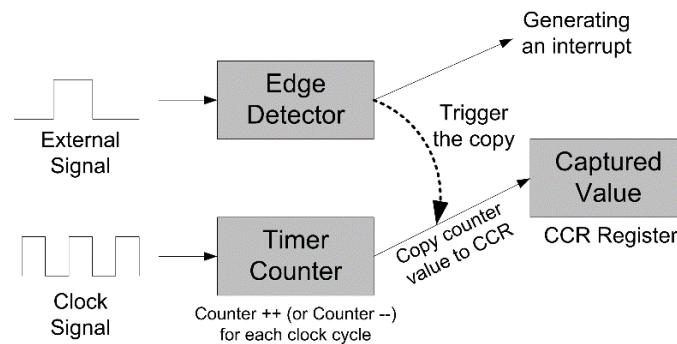 Generating
an interrupt
Edge
Detector
External
Signal
Trigger
the copy
Captured
Value
CCR Register
Copy counter
value to CCR
Timer
Counter
Clock
Signal
Counter ++ (or Counter --)
for each clock cycle